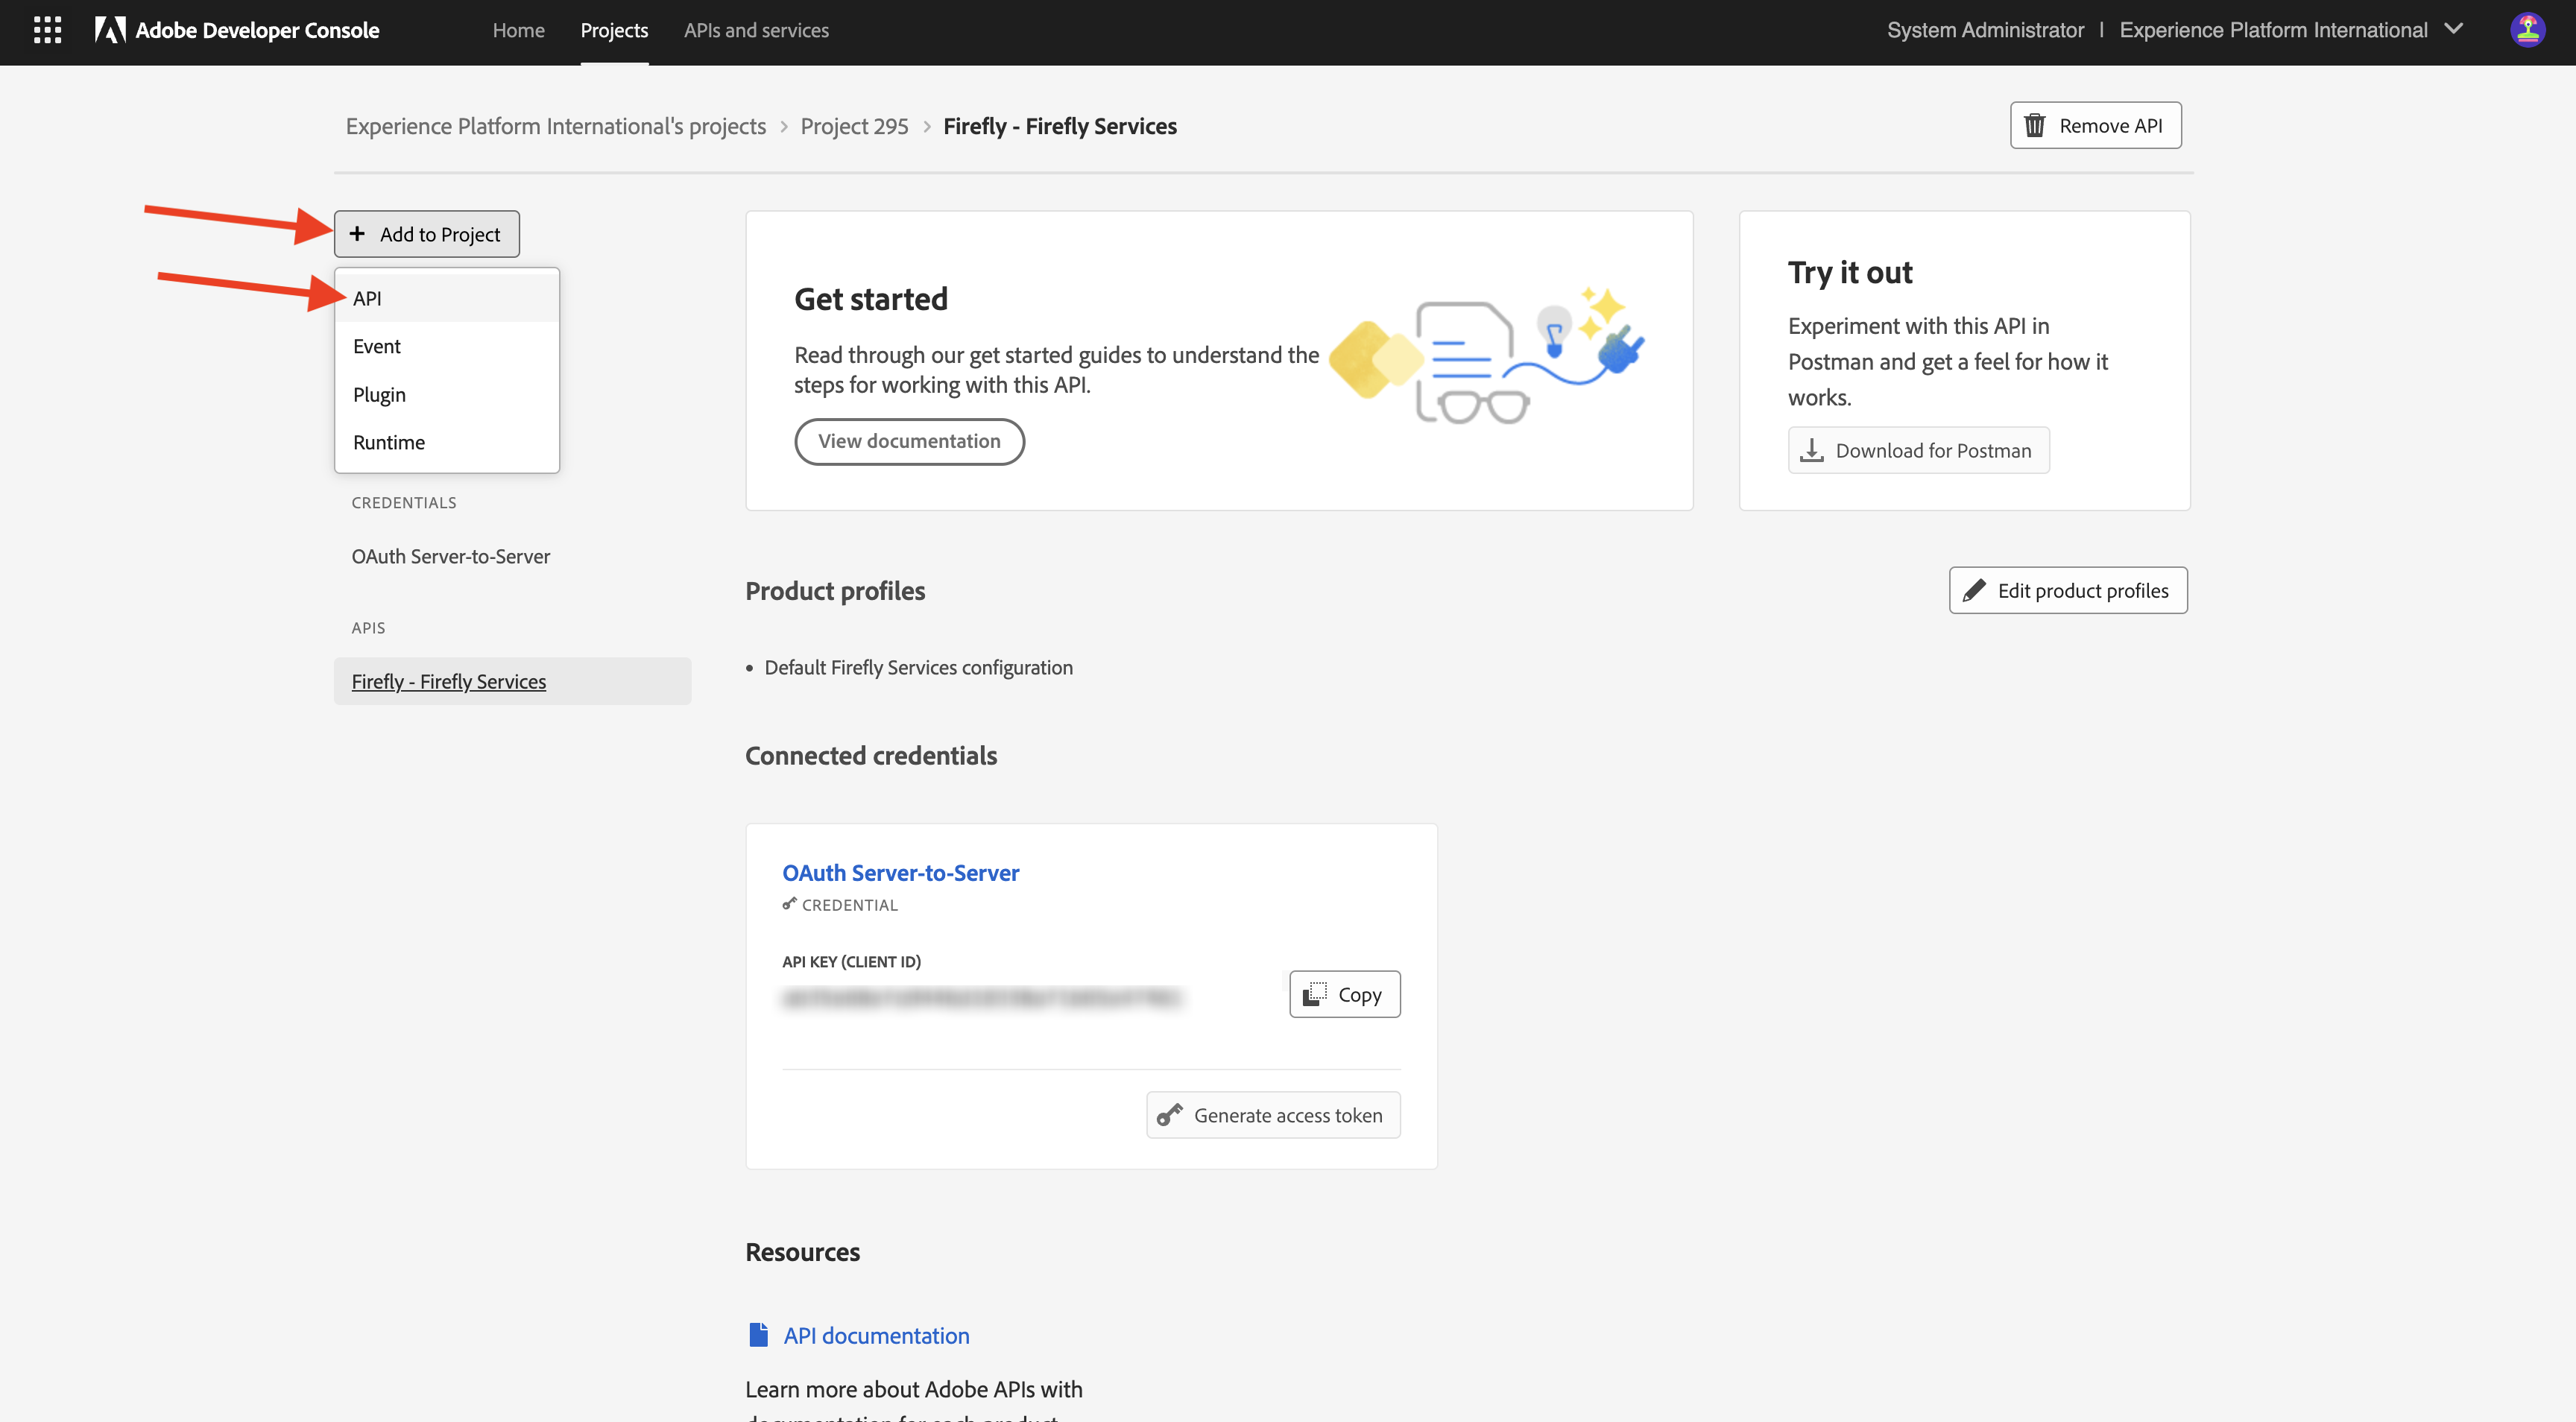 Adobe Developer Console
Home
Projects
APIs and services
System Administrator | Experience Platform International
Experience Platform International's projects > Project 295 > Firefly - Firefly Services
Remove API
+ Add to Project
API
Event
Plugin
Runtime
CREDENTIALS
OAuth Server-to-Server
APIS
Firefly - Firefly Services
Get started
Read through our get started guides to understand the
steps for working with this API.
View documentation
Try it out
Experiment with this API in
Postman and get a feel for how it
works.
Download for Postman
Product profiles
Edit product profiles
• Default Firefly Services configuration
Connected credentials
OAuth Server-to-Server
CREDENTIAL
API KEY (CLIENT ID)
Copy
Generate access token
Resources
API documentation
Learn more about Adobe APIs with
documentation for each product